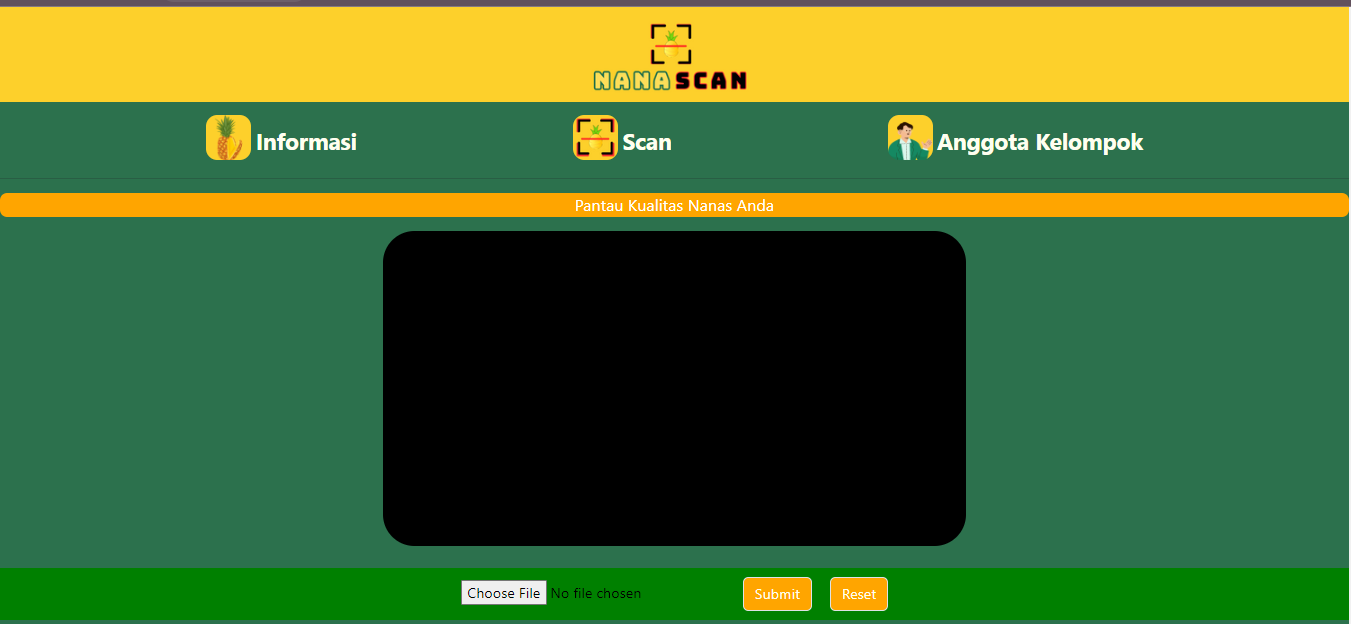 NANASCAN
Informasi
Scan
Anggota Kelompok
Pantau Kualitas Nanas Anda
Choose File No file chosen
Submit
Reset